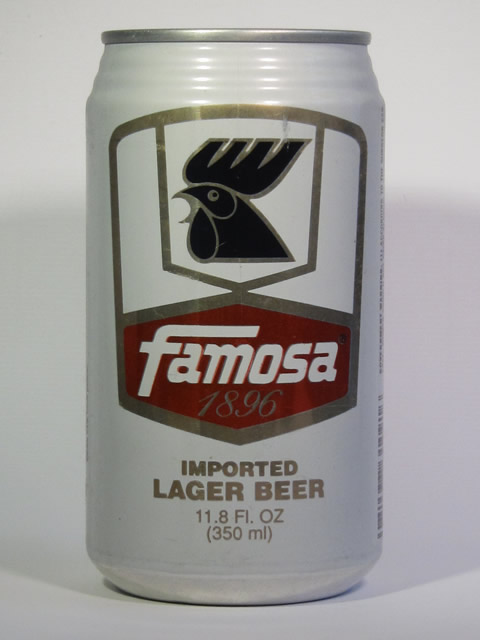 famosa
1896
IMPORTED
LAGER BEER
11.8 Fl. OZ
(350 ml)